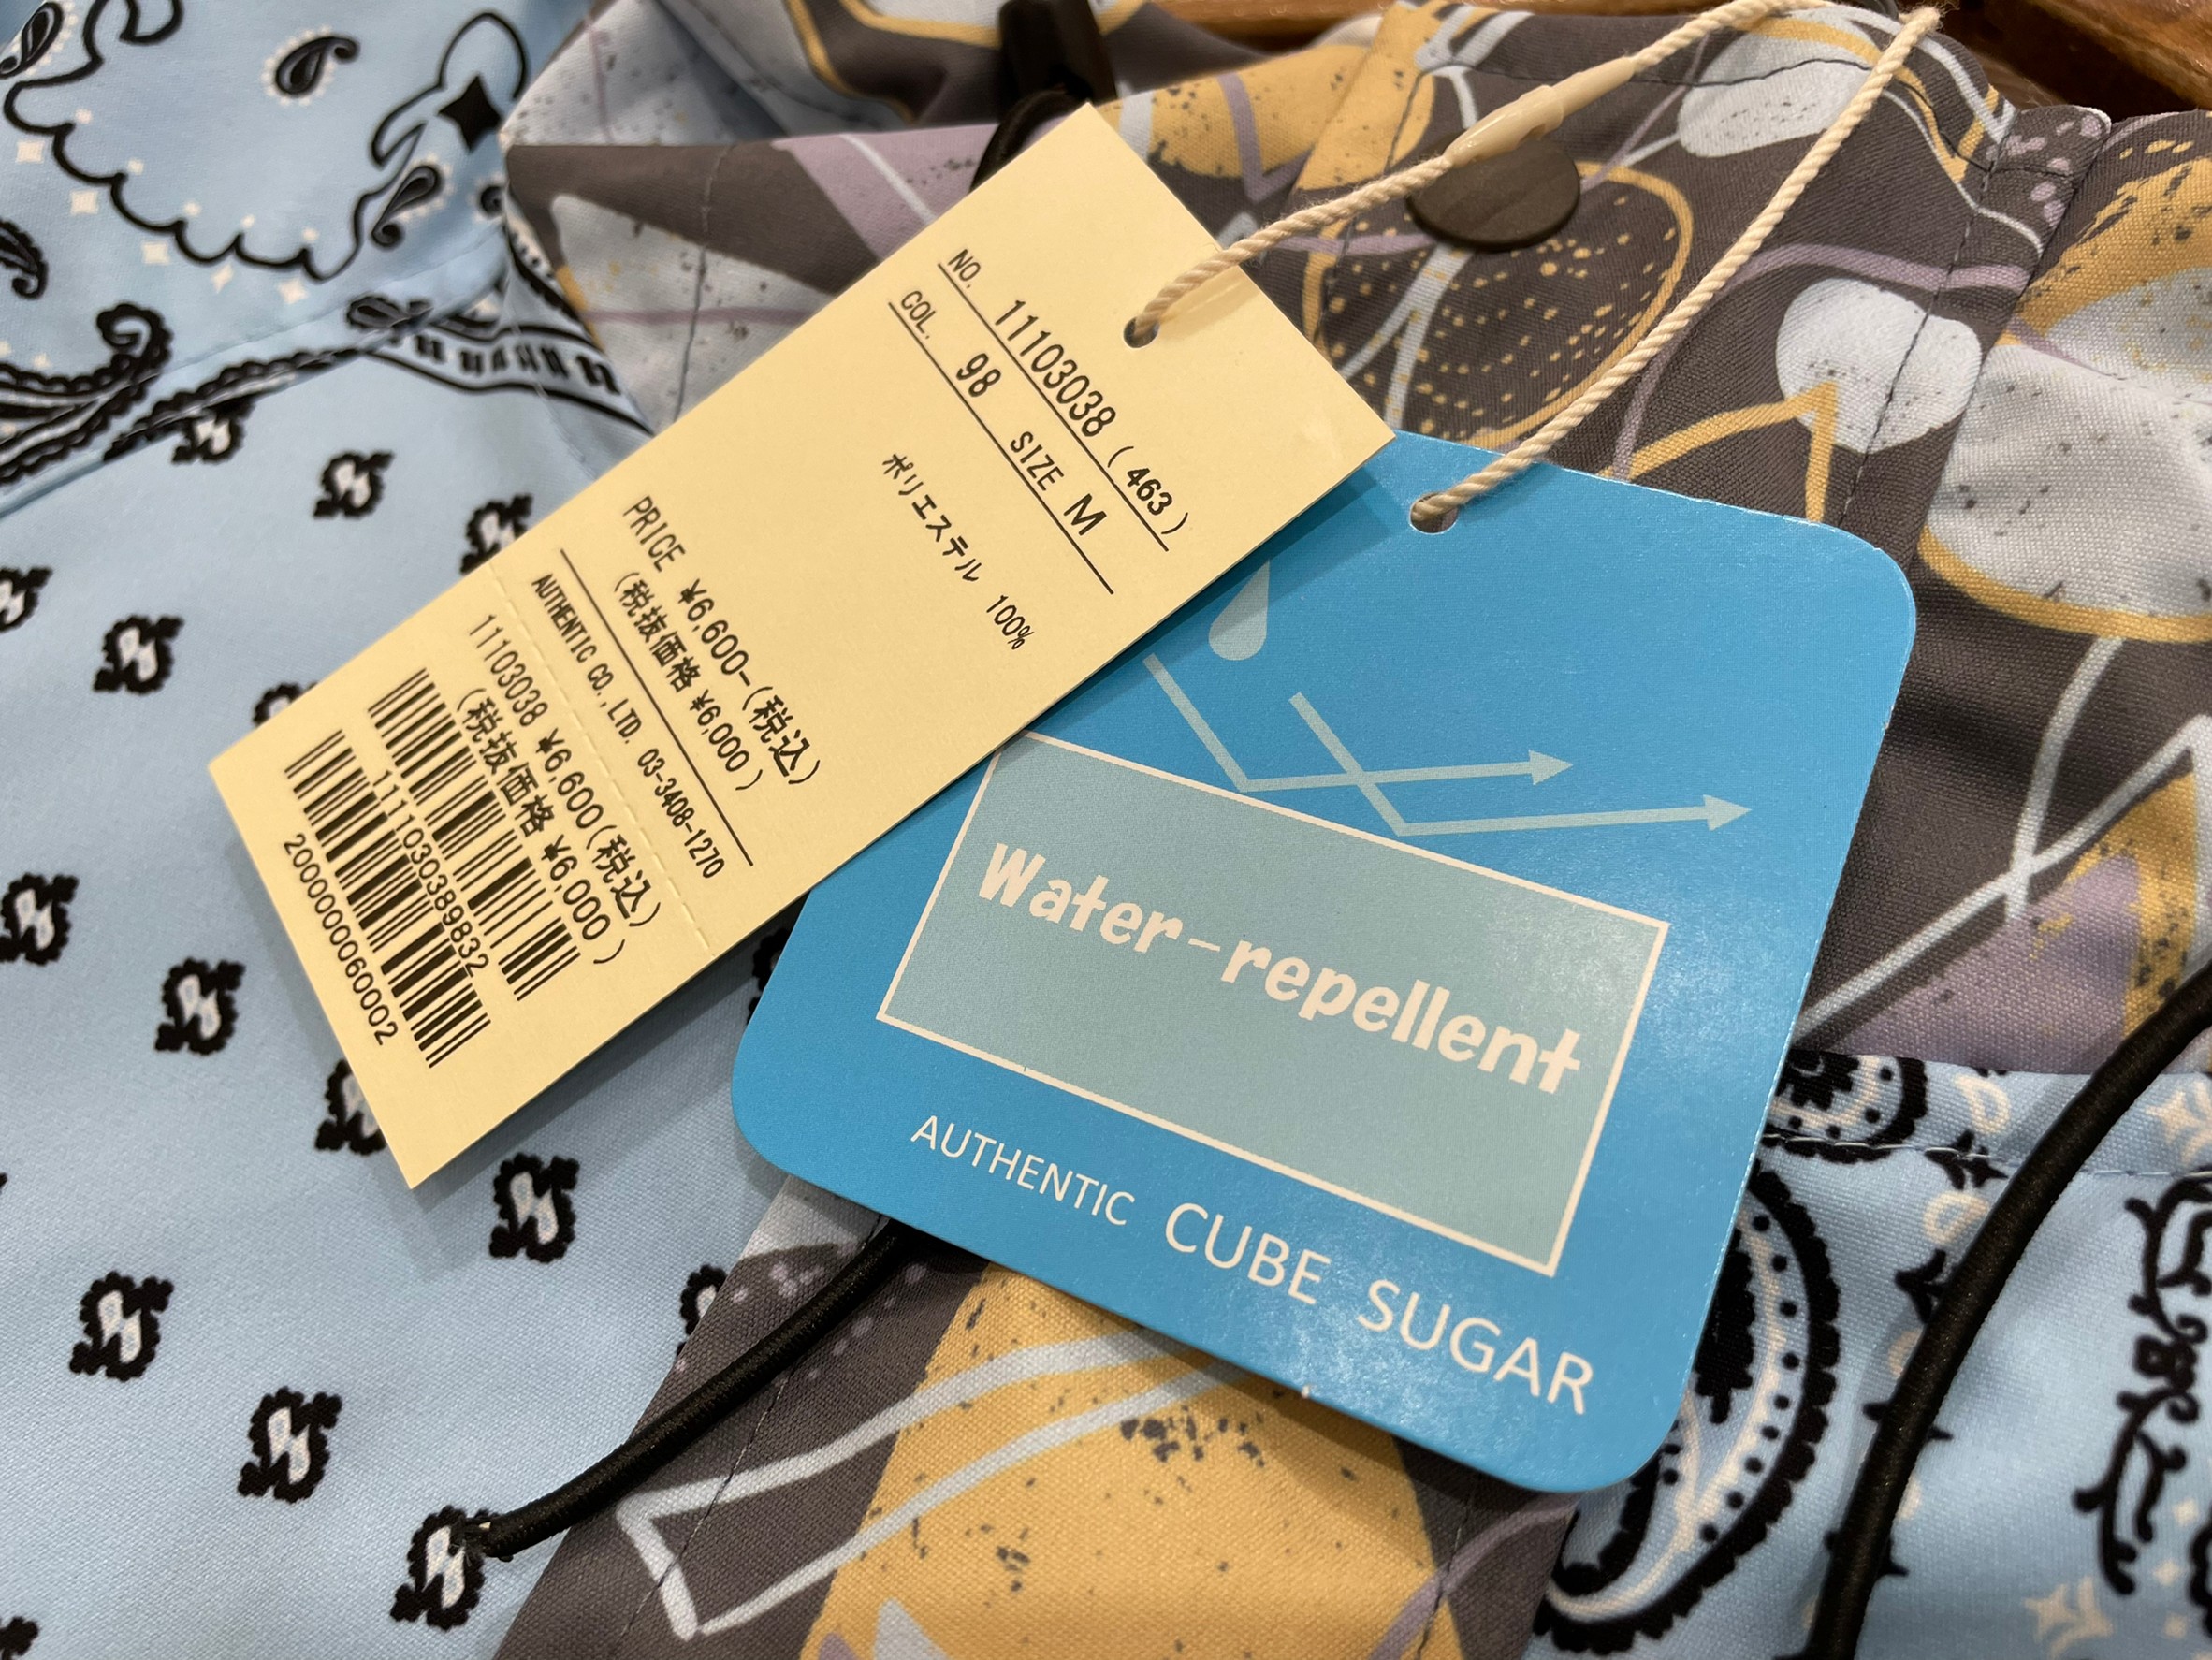 NO. 11103038 (463)
COL. 98 SIZE M
ポリエステル 100%
PRICE ¥6,600-(税込)
(税抜価格 ¥6,000)
AUTHENTIC CO.,LTD. 03-3408-1270
11103038 ¥6,600(税込)
(税抜価格 ¥6,000)
111030389832
2000000060002
Water-repellent
AUTHENTIC CUBE SUGAR